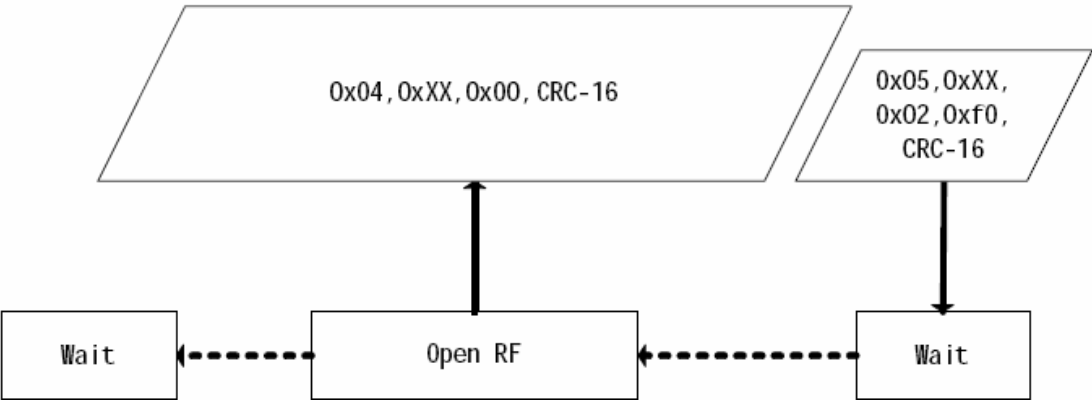 0x04,0xXX,0x00, CRC-16
0x05,0xXX,
0x02,0xf0,
CRC-16
Wait
Open RF
Wait